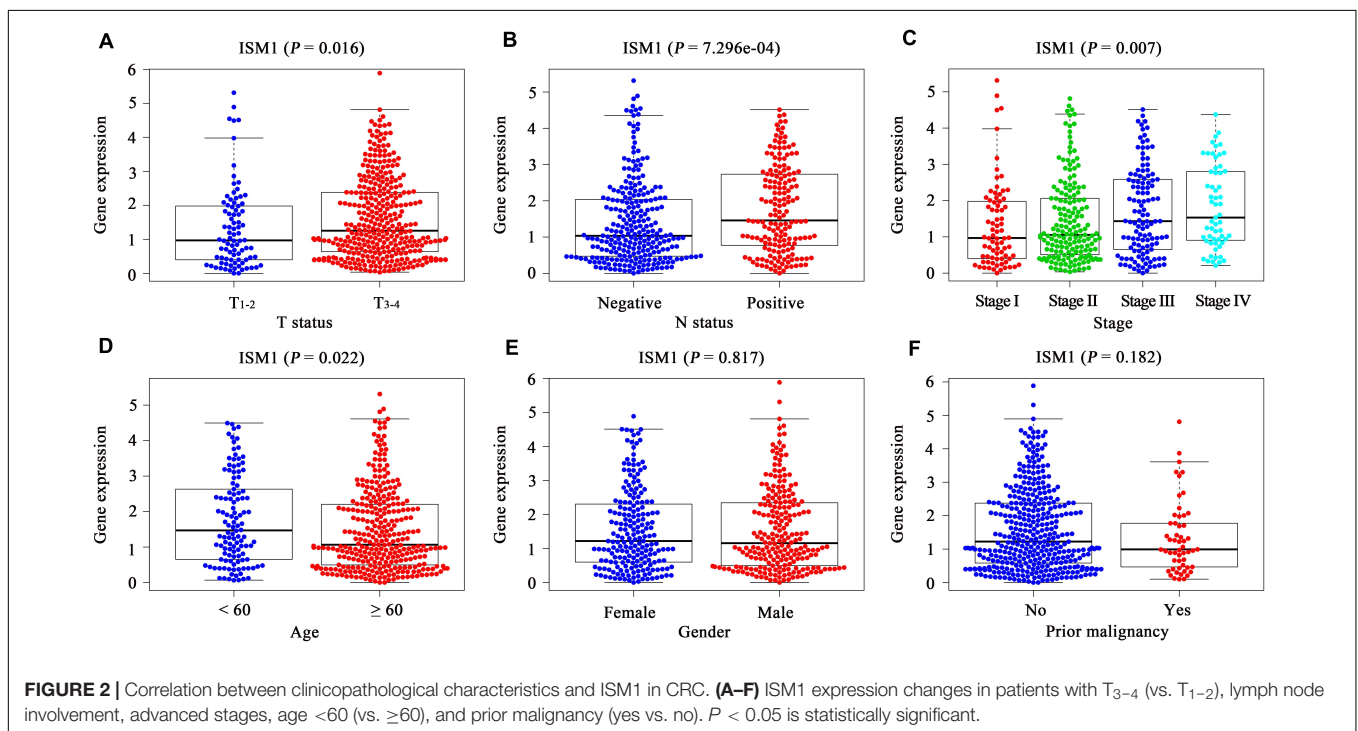 A
ISM1 (P = 0.016)
Gene expression
6
5
4
3
2
1
0
T1-2
T3-4
T status
B
ISM1 (P = 7.296e-04)
Gene expression
5
4
3
2
1
0
Negative
Positive
N status
C
ISM1 (P = 0.007)
Gene expression
5
4
3
2
1
0
Stage I
Stage II
Stage III
Stage IV
Stage
D
ISM1 (P = 0.022)
Gene expression
5
4
3
2
1
0
< 60
≥ 60
Age
E
ISM1 (P = 0.817)
Gene expression
6
5
4
3
2
1
0
Female
Male
Gender
F
ISM1 (P = 0.182)
Gene expression
6
5
4
3
2
1
0
No
Yes
Prior malignancy
FIGURE 2 | Correlation between clinicopathological characteristics and ISM1 in CRC. (A–F) ISM1 expression changes in patients with T3–4 (vs. T1–2), lymph node
involvement, advanced stages, age <60 (vs. ≥60), and prior malignancy (yes vs. no). P < 0.05 is statistically significant.